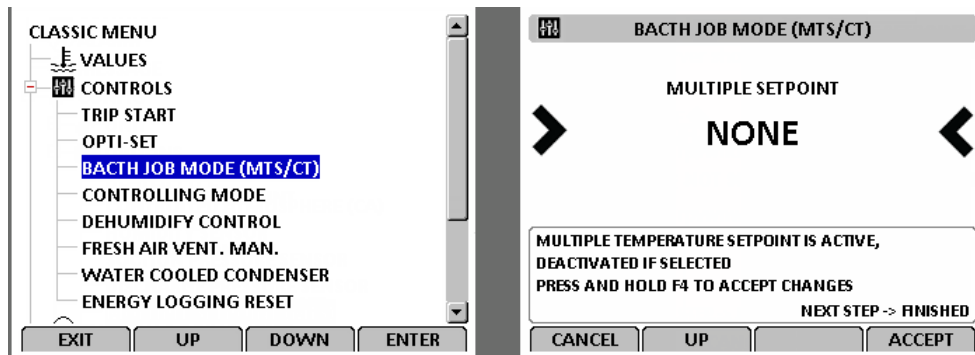 CLASSIC MENU
VALUES
CONTROLS
TRIP START
OPTI-SET
BACTH JOB MODE (MTS/CT)
CONTROLLING MODE
DEHUMIDIFY CONTROL
FRESH AIR VENT. MAN.
WATER COOLED CONDENSER
ENERGY LOGGING RESET
EXIT UP DOWN ENTER
BACTH JOB MODE (MTS/CT)
MULTIPLE SETPOINT
NONE
MULTIPLE TEMPERATURE SETPOINT IS ACTIVE,
DEACTIVATED IF SELECTED
PRESS AND HOLD F4 TO ACCEPT CHANGES
NEXT STEP -> FINISHED
CANCEL UP ACCEPT